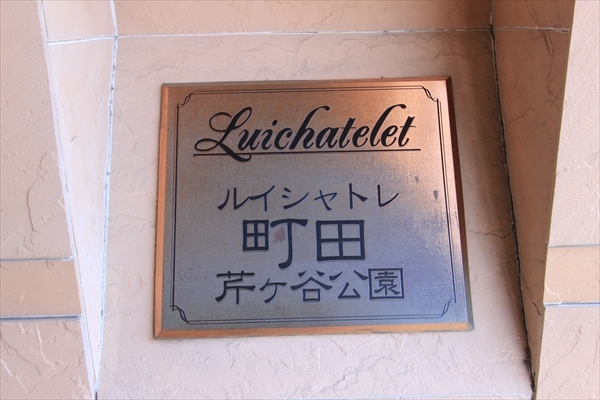 Luichatelet
ルイシャトレ
町田
芹ヶ谷公園